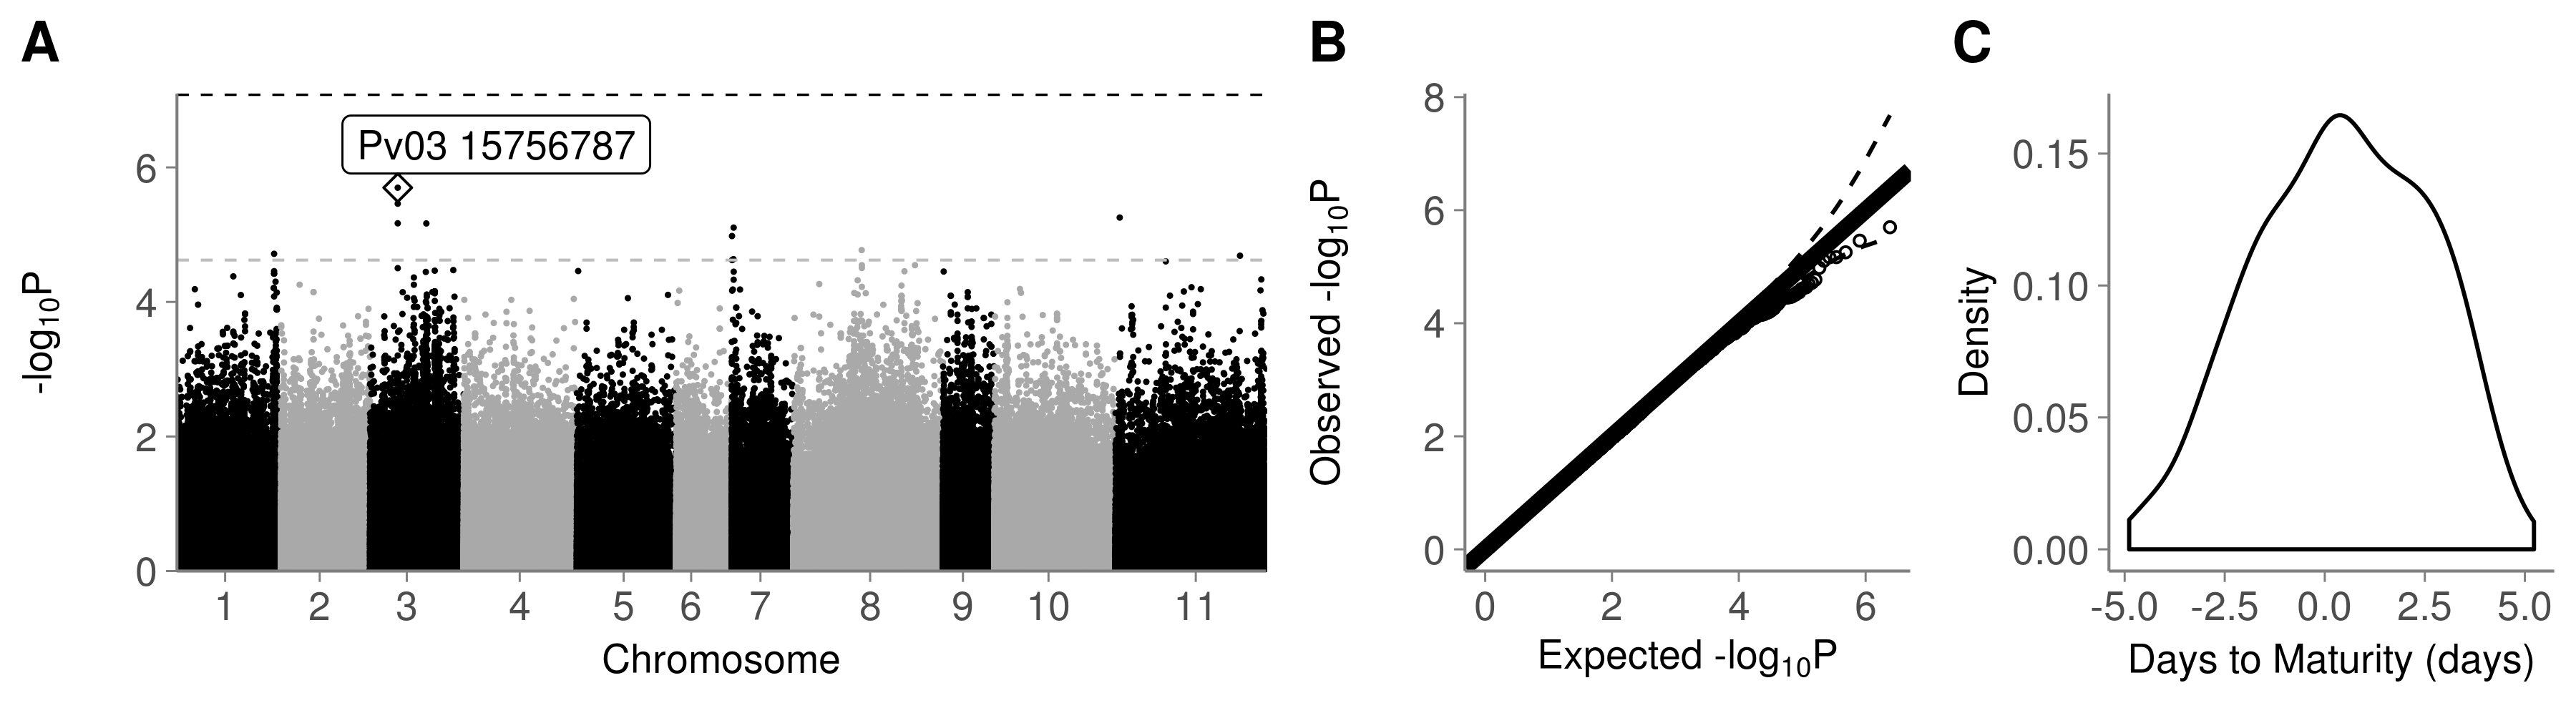 A
-log10P
6
4
2
0
Pv03 15756787
1 2 3 4 5 6 7 8 9 10 11
Chromosome
B
Observed -log10P
8
6
4
2
0
0 2 4 6
Expected -log10P
C
Density
0.15
0.10
0.05
0.00
-5.0 -2.5 0.0 2.5 5.0
Days to Maturity (days)